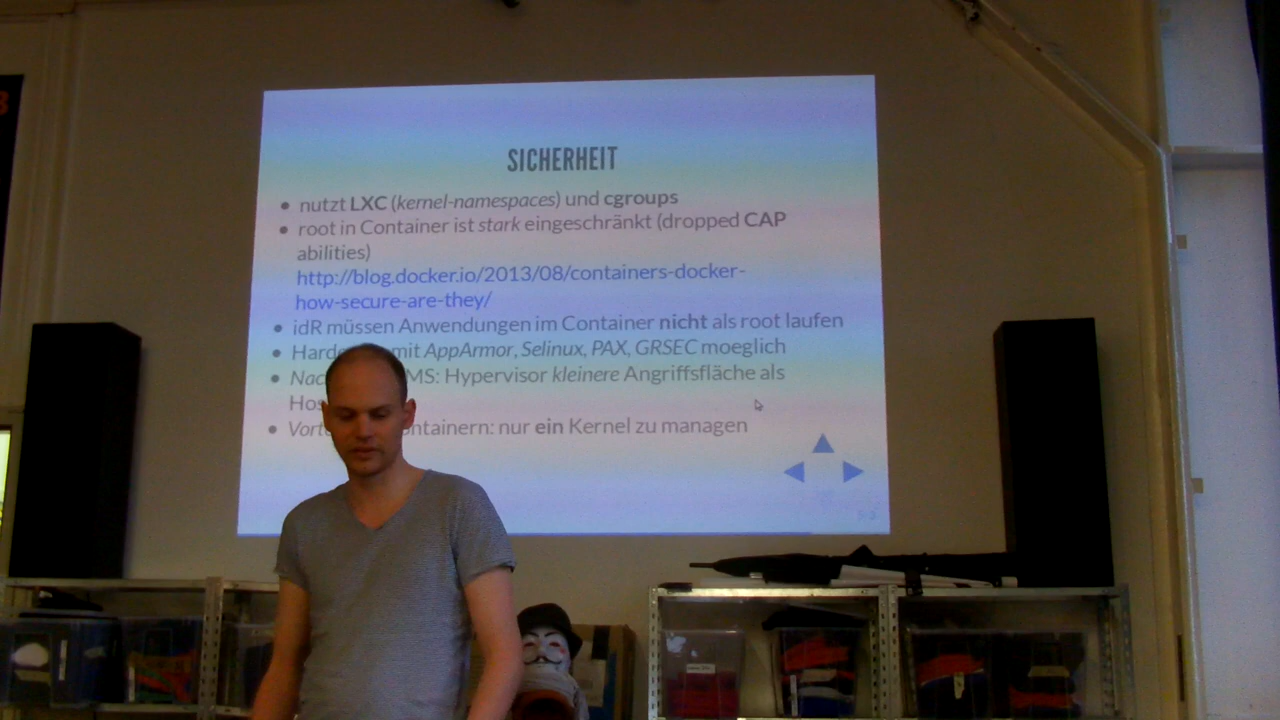 SICHERHEIT
nutzt LXC (kernel-namespaces) und cgroups
root in Container ist stark eingeschränkt (dropped CAP
abilities)
http://blog.docker.io/2013/08/containers-docker-
how-secure-are-they/
idR müssen Anwendungen im Container nicht als root laufen
mit AppArmor, Selinux, PAX, GRSEC moeglich
MS: Hypervisor kleinere Angriffsfläche als
nur ein Kernel zu managen